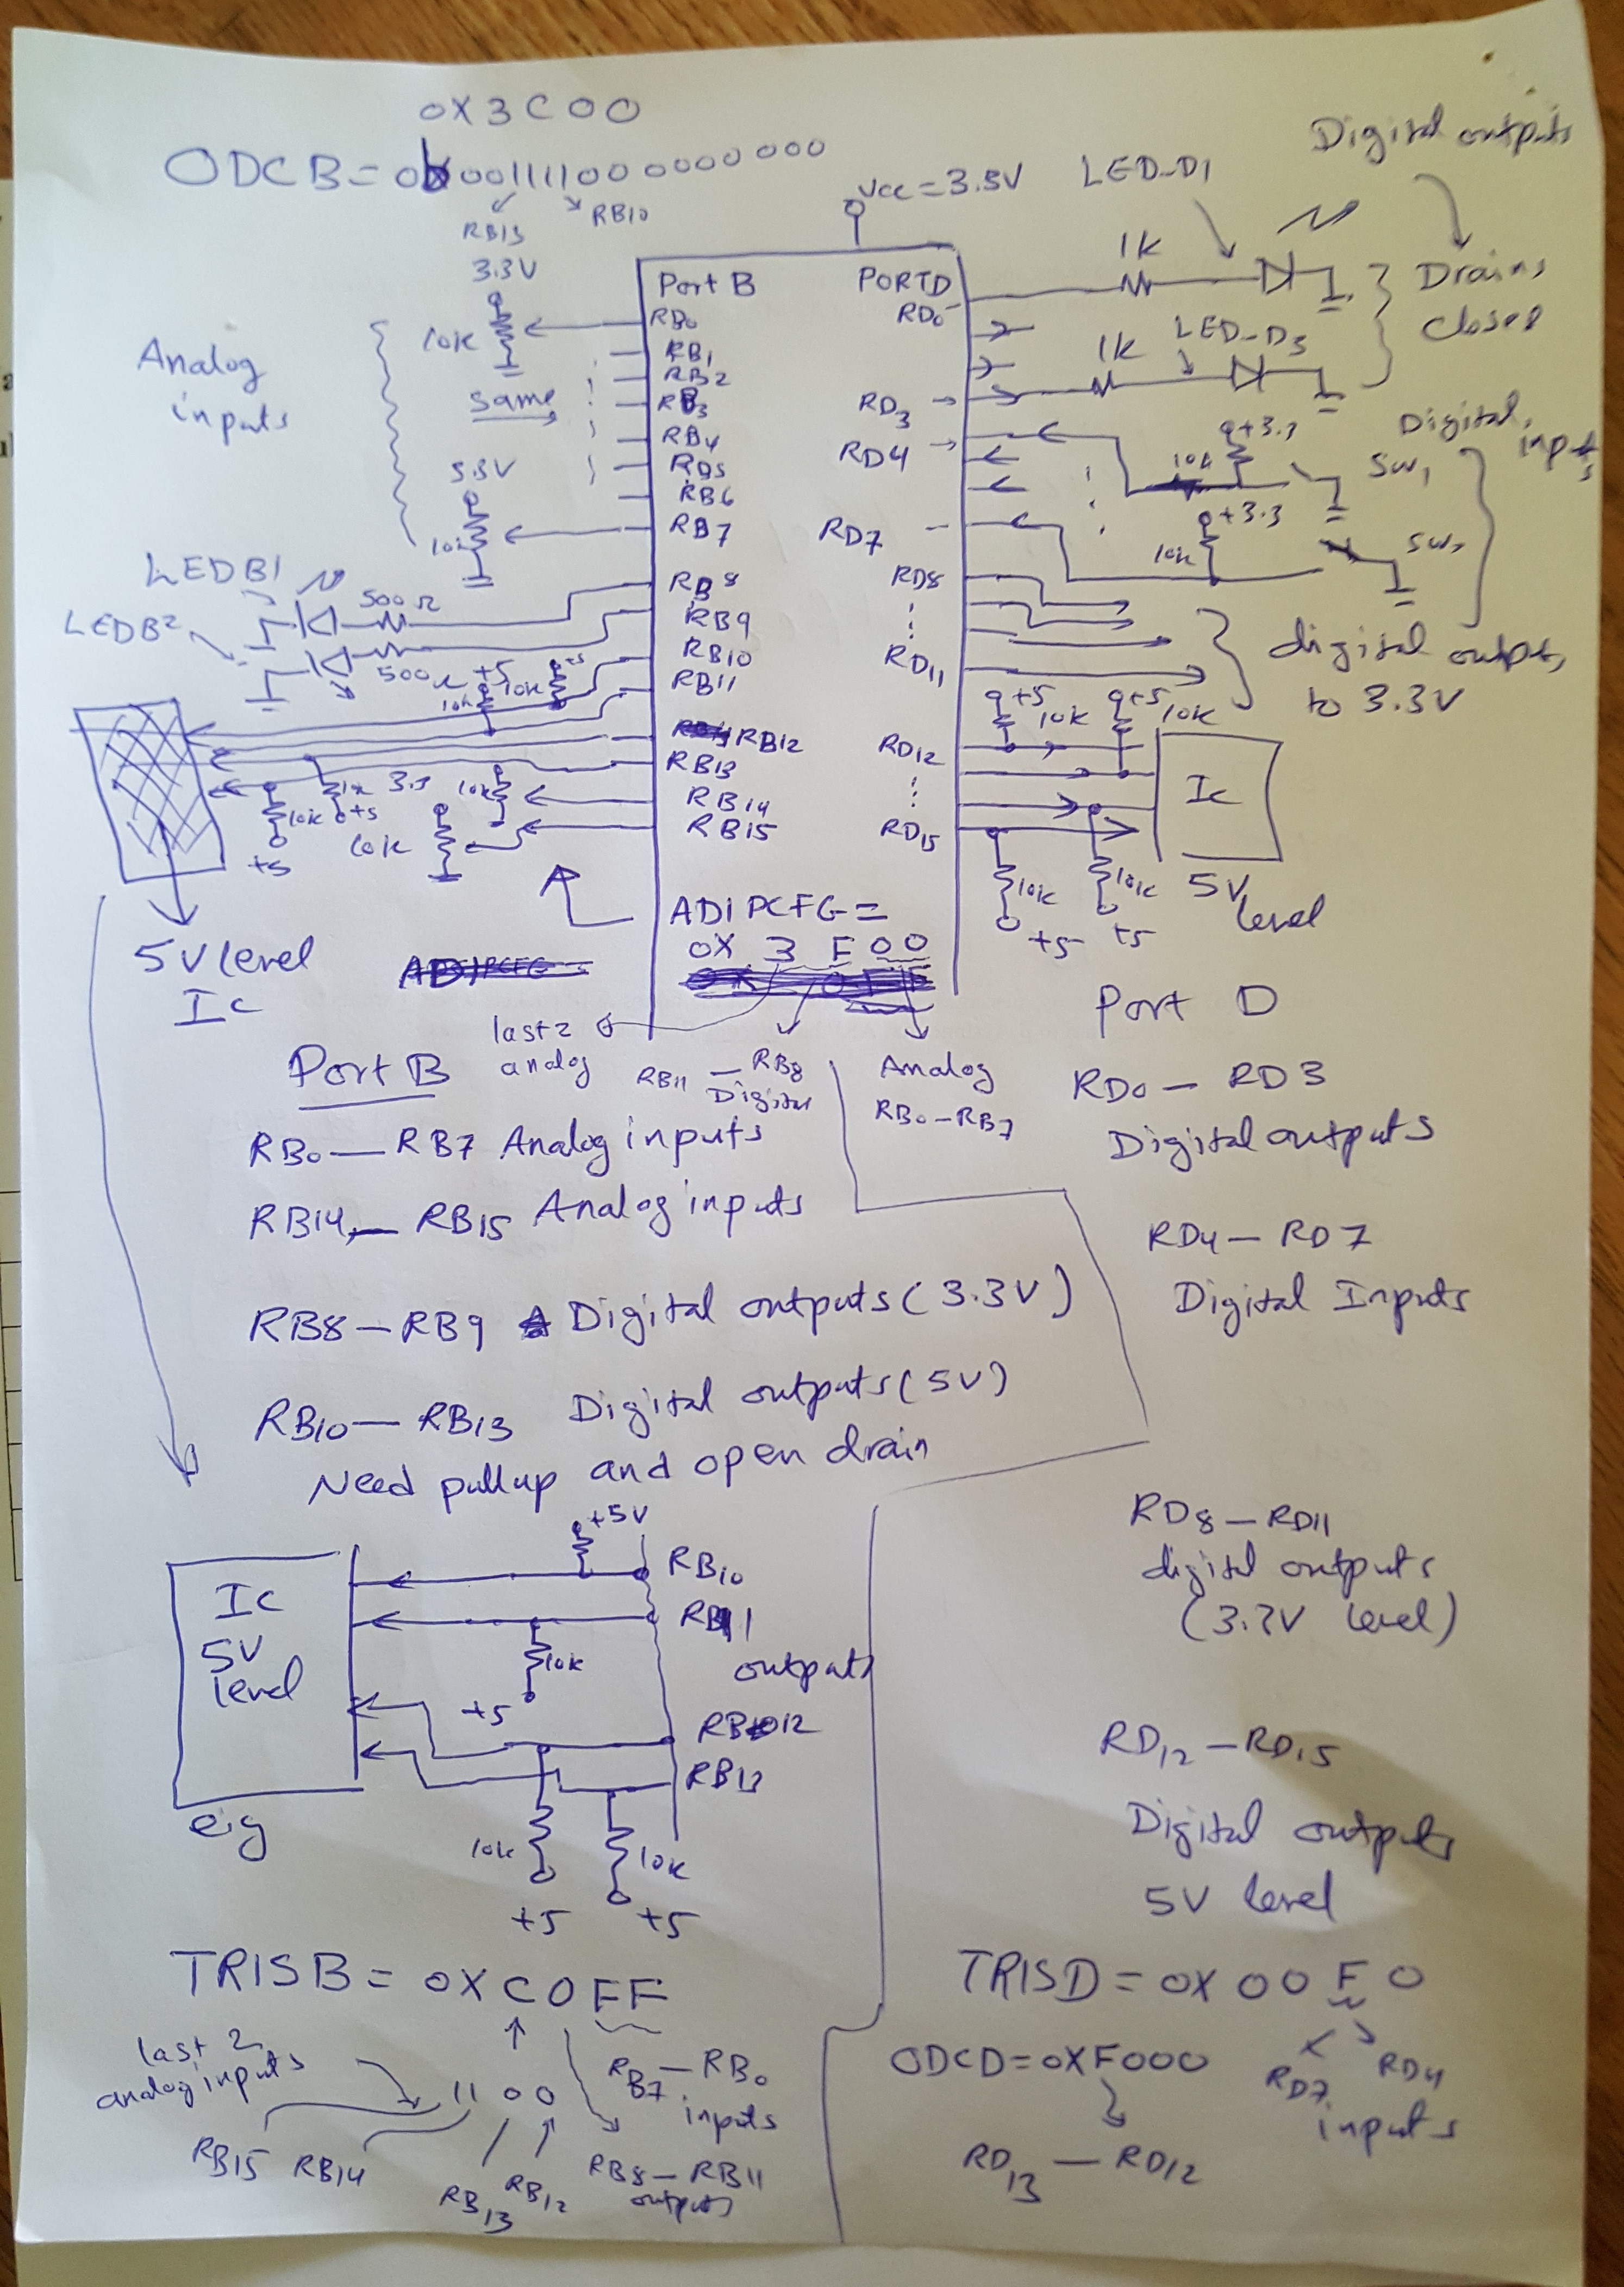 0X3C00
ODCB=0b0011110000000000
RB13
RB10
Vcc=3.3V
LED-D1
Digital outputs
Drains
closed
3.3V
10k
Analog
inputs
same
3.3V
10k
Port B
RB0
RB1
RB2
RB3
RB4
RB5
RB6
RB7
RB8
RB9
RB10
RB11
RB12
RB13
RB14
RB15
PORTD
RD0
RD3
RD4
RD7
RD8
RD11
RD12
RD15
1k
1k
LED-D3
Digital
inputs
+3.3
10k
SW1
+3.3
10k
digital outputs
to 3.3V
LEDB1
500Ω
LEDB2
500Ω
+5
10k
10k
+5
10k
+5
3.3
10k
10k
+5
10k
+5
10k
Ic
10k
10k
+5
+5
5V
level
5V level
Ic
AD1PCFG=
0X 3 F 0 0
last 2
analog
RB11 — RB8
Digital
Analog
RB0-RB7
Port B
RB0 — RB7 Analog inputs
RB14 — RB15 Analog inputs
RB8-RB9 Digital outputs (3.3V)
RB10 — RB13 Digital outputs (5V)
Need pullup and open drain
Port D
RD0 — RD3
Digital outputs
RD4 — RD7
Digital Inputs
RD8 — RD11
digital outputs
(3.3V level)
RD12 — RD15
Digital outputs
5V level
+5V
Ic
5V
level
eg
RB10
RB11
outputs
10k
+5
RB12
RB13
10k
10k
+5
+5
TRISB = 0XC0FF
last 2
analog inputs
1100
RB15 RB14
RB13
RB12
RB7 — RB0
inputs
RB8 — RB11
outputs
TRISD = 0X00F0
RD7
RD4
inputs
ODCD=0XF000
RD13 — RD12